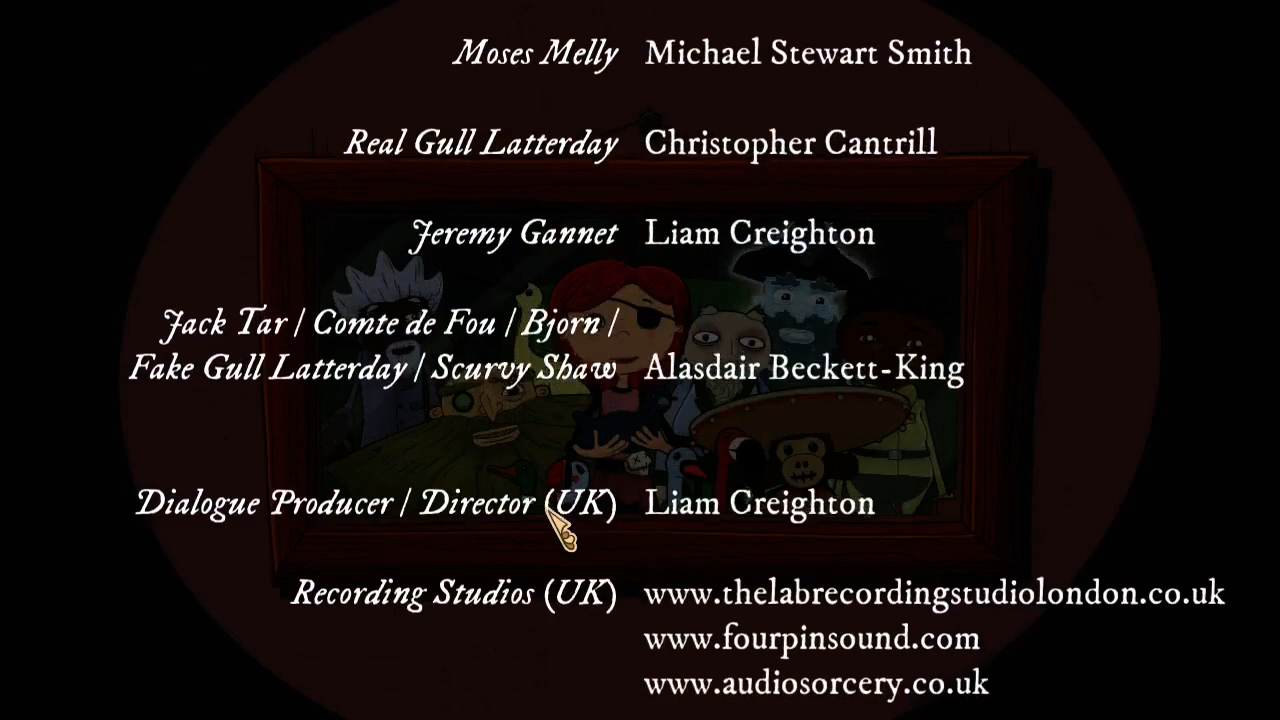 Moses Melly Michael Stewart Smith
Real Gull Latterday Christopher Cantrill
Jeremy Gannet Liam Creighton
Jack Tar / Comte de Fou / Bjorn /
Fake Gull Latterday / Scurvy Shaw Alasdair Beckett-King
Dialogue Producer / Director (UK) Liam Creighton
Recording Studios (UK) www.thelabrecordingstudiolondon.co.uk
www.fourpinsound.com
www.audiosorcery.co.uk